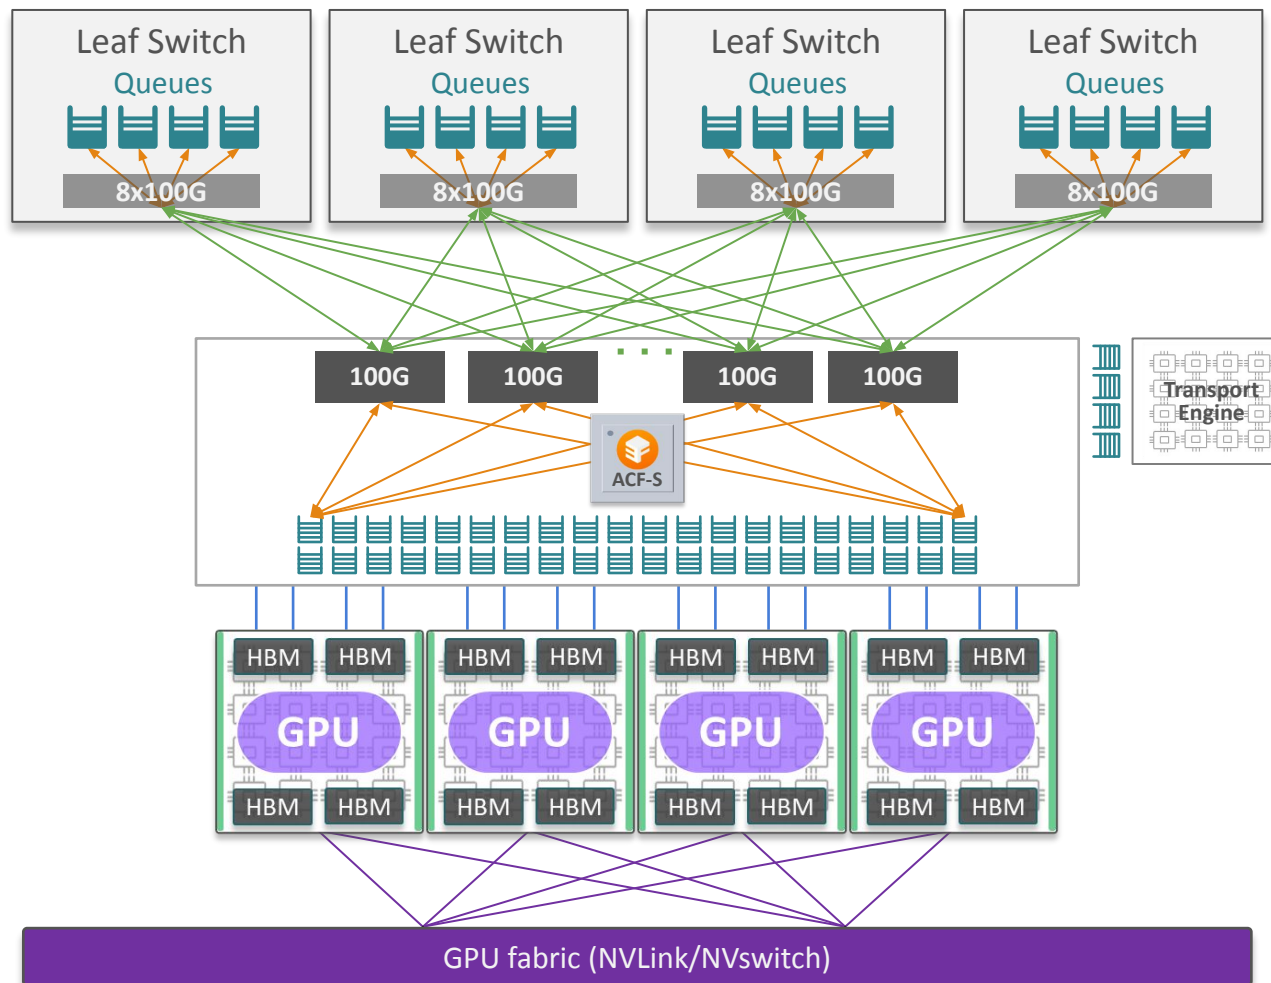 Leaf Switch
Queues
8x100G
Leaf Switch
Queues
8x100G
Leaf Switch
Queues
8x100G
Leaf Switch
Queues
8x100G
100G
100G
. . .
100G
100G
ACF-S
Transport
Engine
HBM
HBM
GPU
HBM
HBM
HBM
HBM
GPU
HBM
HBM
HBM
HBM
GPU
HBM
HBM
HBM
HBM
GPU
HBM
HBM
GPU fabric (NVLink/NVswitch)